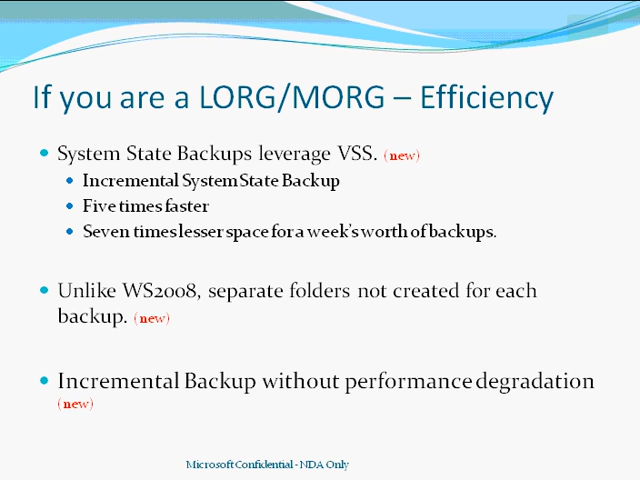 If you are a LORG/MORG – Efficiency
• System State Backups leverage VSS. (new)
• Incremental System State Backup
• Five times faster
• Seven times lesser space for a week's worth of backups.
• Unlike WS2008, separate folders not created for each
backup. (new)
• Incremental Backup without performance degradation
(new)
Microsoft Confidential - NDA Only